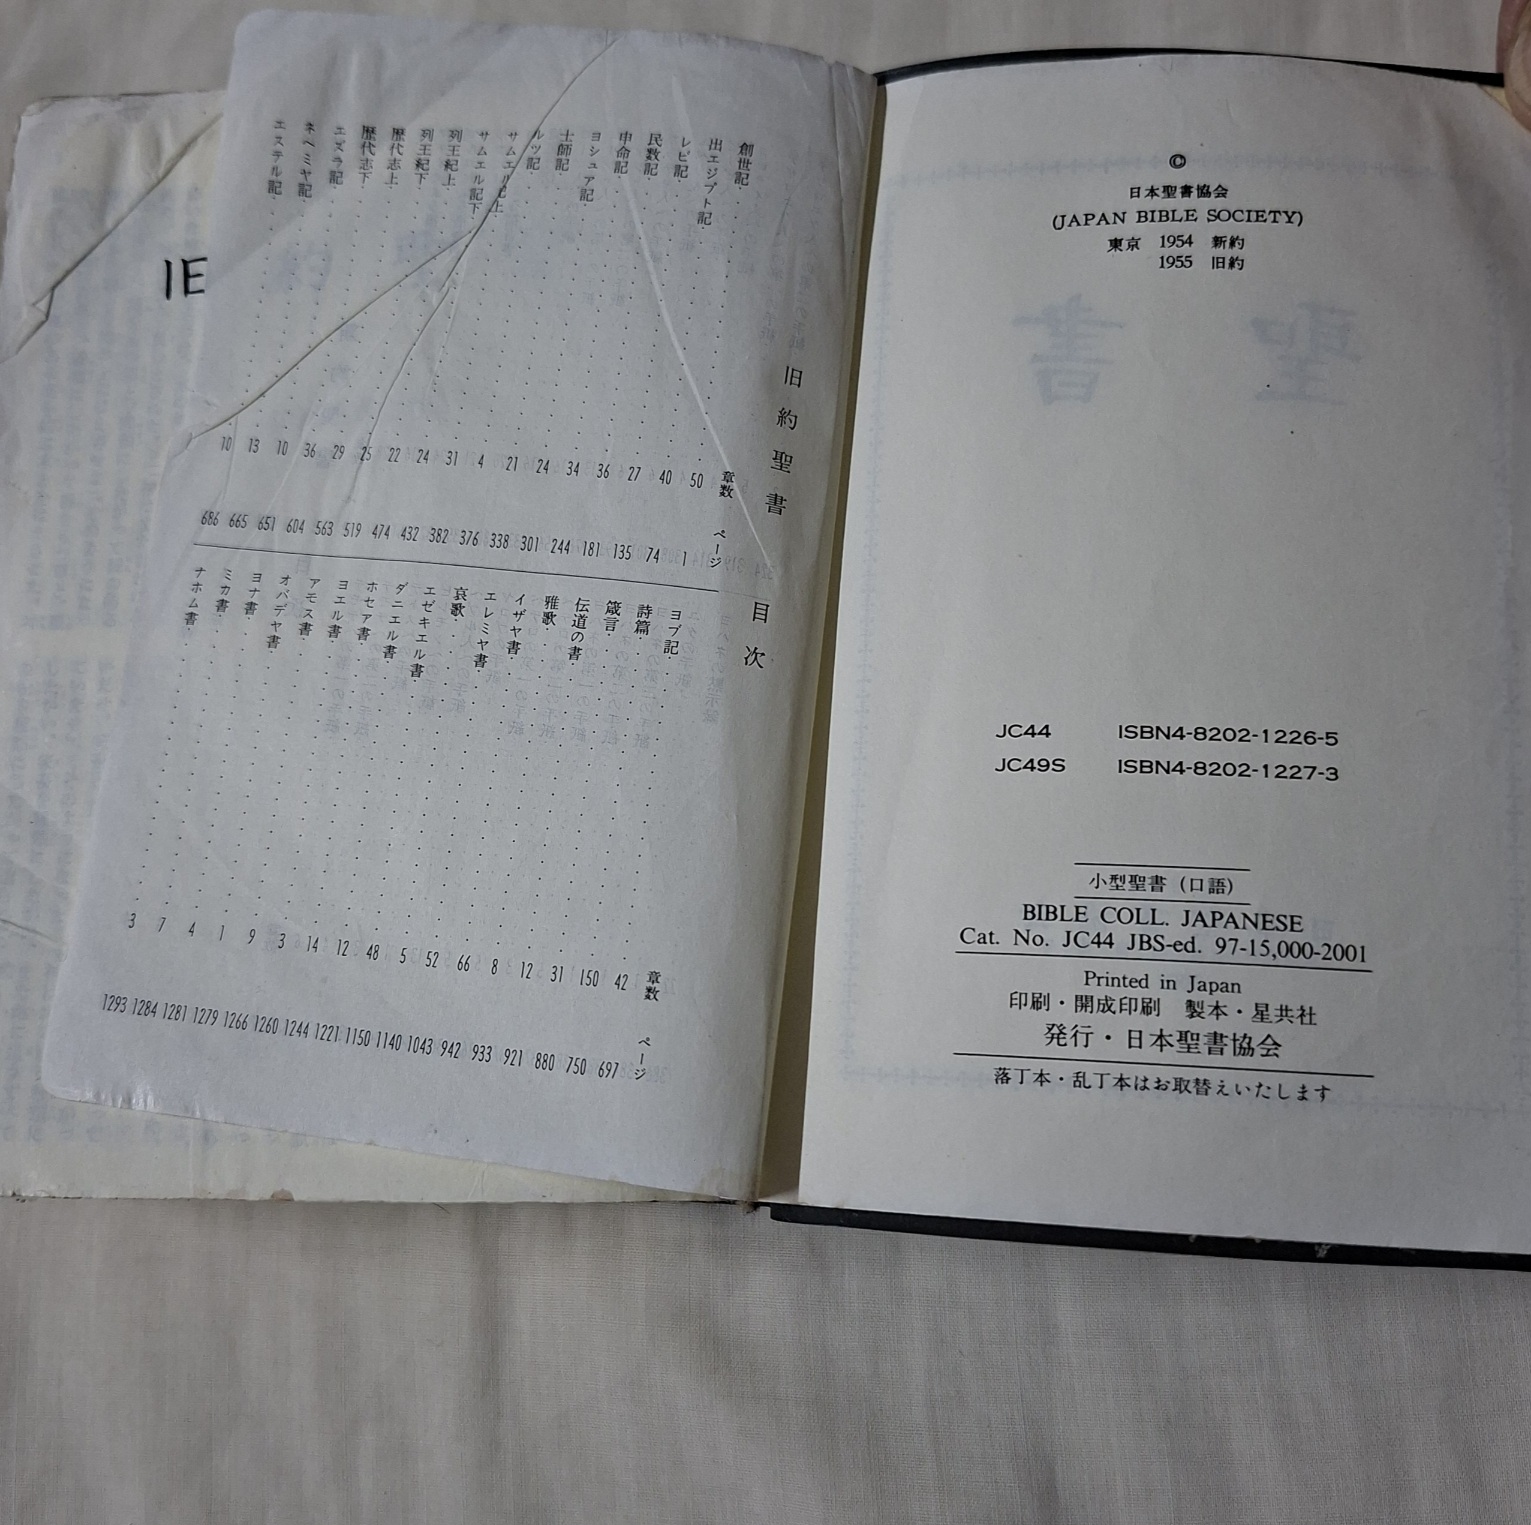 ©
日本聖書協会
(JAPAN BIBLE SOCIETY)
東京 1954 新約
1955 旧約
JC44 ISBN4-8202-1226-5
JC49S ISBN4-8202-1227-3
小型聖書（口語）
BIBLE COLL. JAPANESE
Cat. No. JC44 JBS-ed. 97-15,000-2001
Printed in Japan
印刷・開成印刷 製本・星共社
発行・日本聖書協会
落丁本・乱丁本はお取替えいたします
旧約聖書 目次
章数 ページ
創世記 50 1
出エジプト記 40 74
レビ記 27 135
民数記 36 181
申命記 34 244
ヨシュア記 24 301
士師記 21 338
ルツ記 4 376
サムエル記上 31 382
サムエル記下 24 432
列王紀上 22 474
列王紀下 25 519
歴代志上 29 563
歴代志下 36 604
エズラ記 10 651
ネヘミヤ記 13 665
エステル記 10 686
章数 ページ
ヨブ記 42 697
詩篇 150 750
箴言 31 880
伝道の書 12 921
雅歌 8 933
イザヤ書 66 942
エレミヤ書 52 1043
哀歌 5 1140
エゼキエル書 48 1150
ダニエル書 12 1221
ホセア書 14 1244
ヨエル書 3 1260
アモス書 9 1266
オバデヤ書 1 1279
ヨナ書 4 1281
ミカ書 7 1284
ナホム書 3 1293
旧